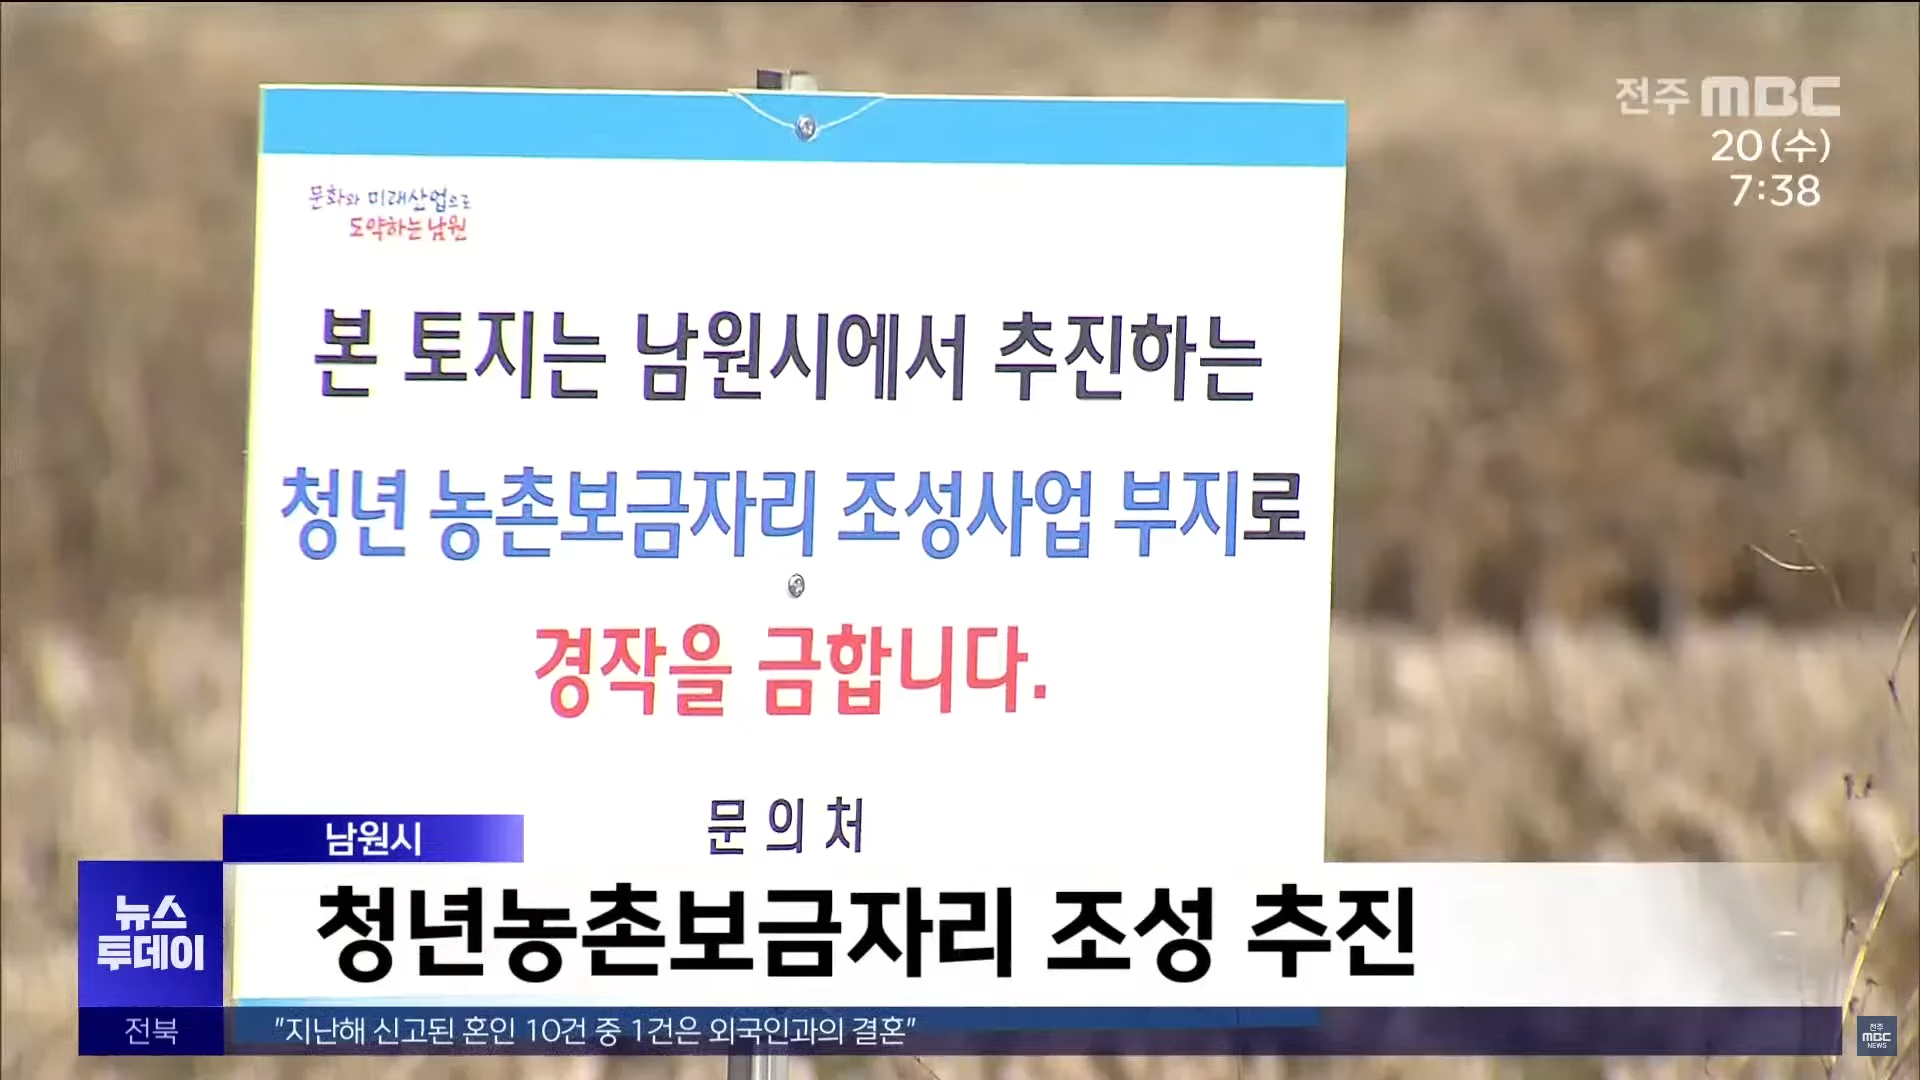 전주 MBC
20(수)
7:38
문화와 미래산업으로
도약하는 남원
본 토지는 남원시에서 추진하는
청년 농촌보금자리 조성사업 부지로
경작을 금합니다.
문 의 처
남원시
뉴스
투데이
청년농촌보금자리 조성 추진
전북
"지난해 신고된 혼인 10건 중 1건은 외국인과의 결혼"
전주
MBC
NEWS